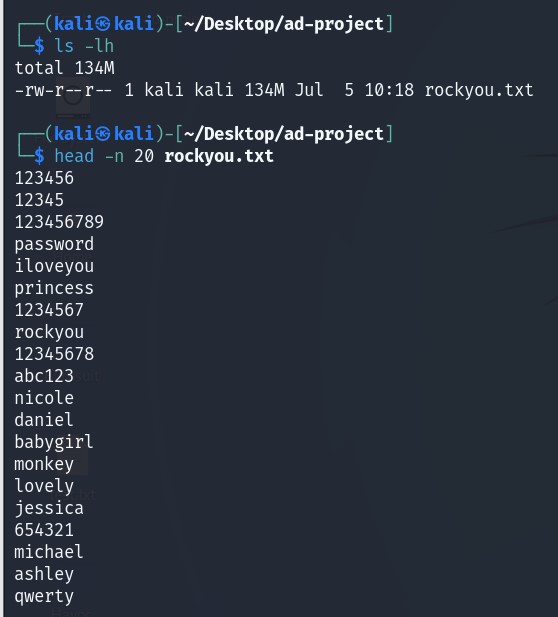 ┌──(kali㉿kali)-[~/Desktop/ad-project]
└─$ ls -lh
total 134M
-rw-r--r-- 1 kali kali 134M Jul  5 10:18 rockyou.txt
┌──(kali㉿kali)-[~/Desktop/ad-project]
└─$ head -n 20 rockyou.txt
123456
12345
123456789
password
iloveyou
princess
1234567
rockyou
12345678
abc123
nicole
daniel
babygirl
monkey
lovely
jessica
654321
michael
ashley
qwerty